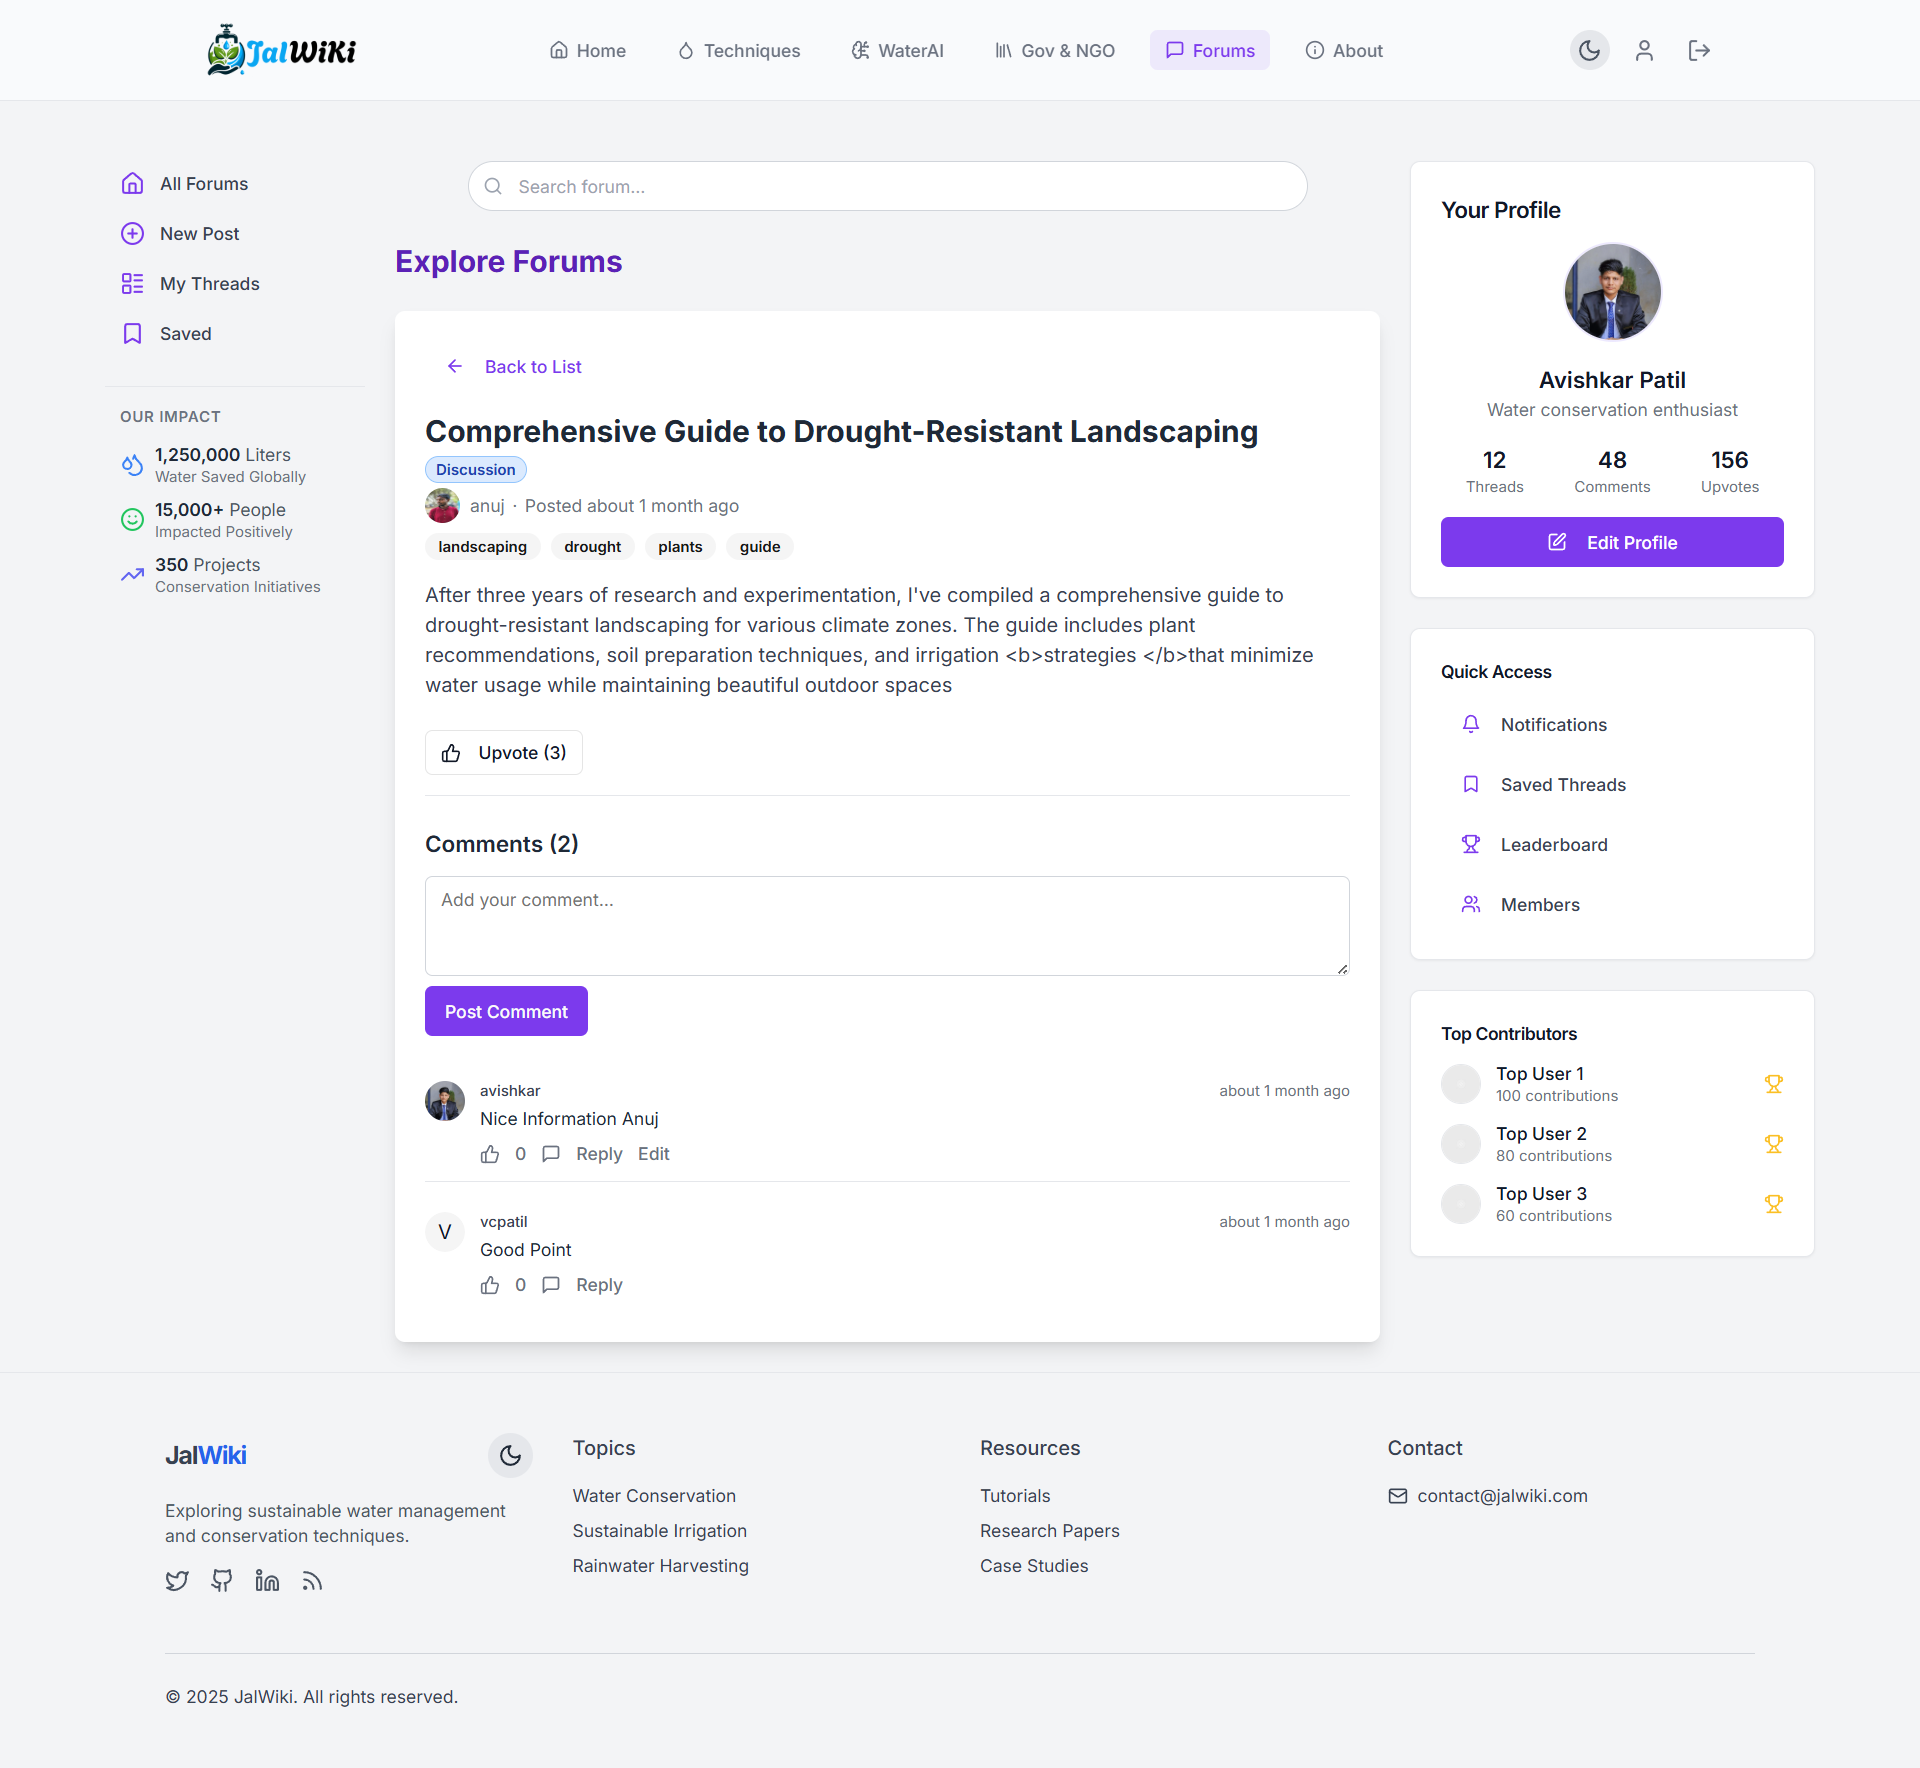 JalWiKi
Home
Techniques
WaterAI
Gov & NGO
Forums
About
All Forums
New Post
My Threads
Saved
OUR IMPACT
1,250,000 Liters
Water Saved Globally
15,000+ People
Impacted Positively
350 Projects
Conservation Initiatives
Search forum...
Explore Forums
Back to List
Comprehensive Guide to Drought-Resistant Landscaping
Discussion
anuj · Posted about 1 month ago
landscaping drought plants guide
After three years of research and experimentation, I've compiled a comprehensive guide to
drought-resistant landscaping for various climate zones. The guide includes plant
recommendations, soil preparation techniques, and irrigation <b>strategies </b>that minimize
water usage while maintaining beautiful outdoor spaces
Upvote (3)
Comments (2)
Add your comment...
Post Comment
avishkar about 1 month ago
Nice Information Anuj
0 Reply Edit
V
vcpatil about 1 month ago
Good Point
0 Reply
Your Profile
Avishkar Patil
Water conservation enthusiast
12 48 156
Threads Comments Upvotes
Edit Profile
Quick Access
Notifications
Saved Threads
Leaderboard
Members
Top Contributors
Top User 1
100 contributions
Top User 2
80 contributions
Top User 3
60 contributions
JalWiki
Exploring sustainable water management
and conservation techniques.
Topics
Water Conservation
Sustainable Irrigation
Rainwater Harvesting
Resources
Tutorials
Research Papers
Case Studies
Contact
contact@jalwiki.com
© 2025 JalWiki. All rights reserved.